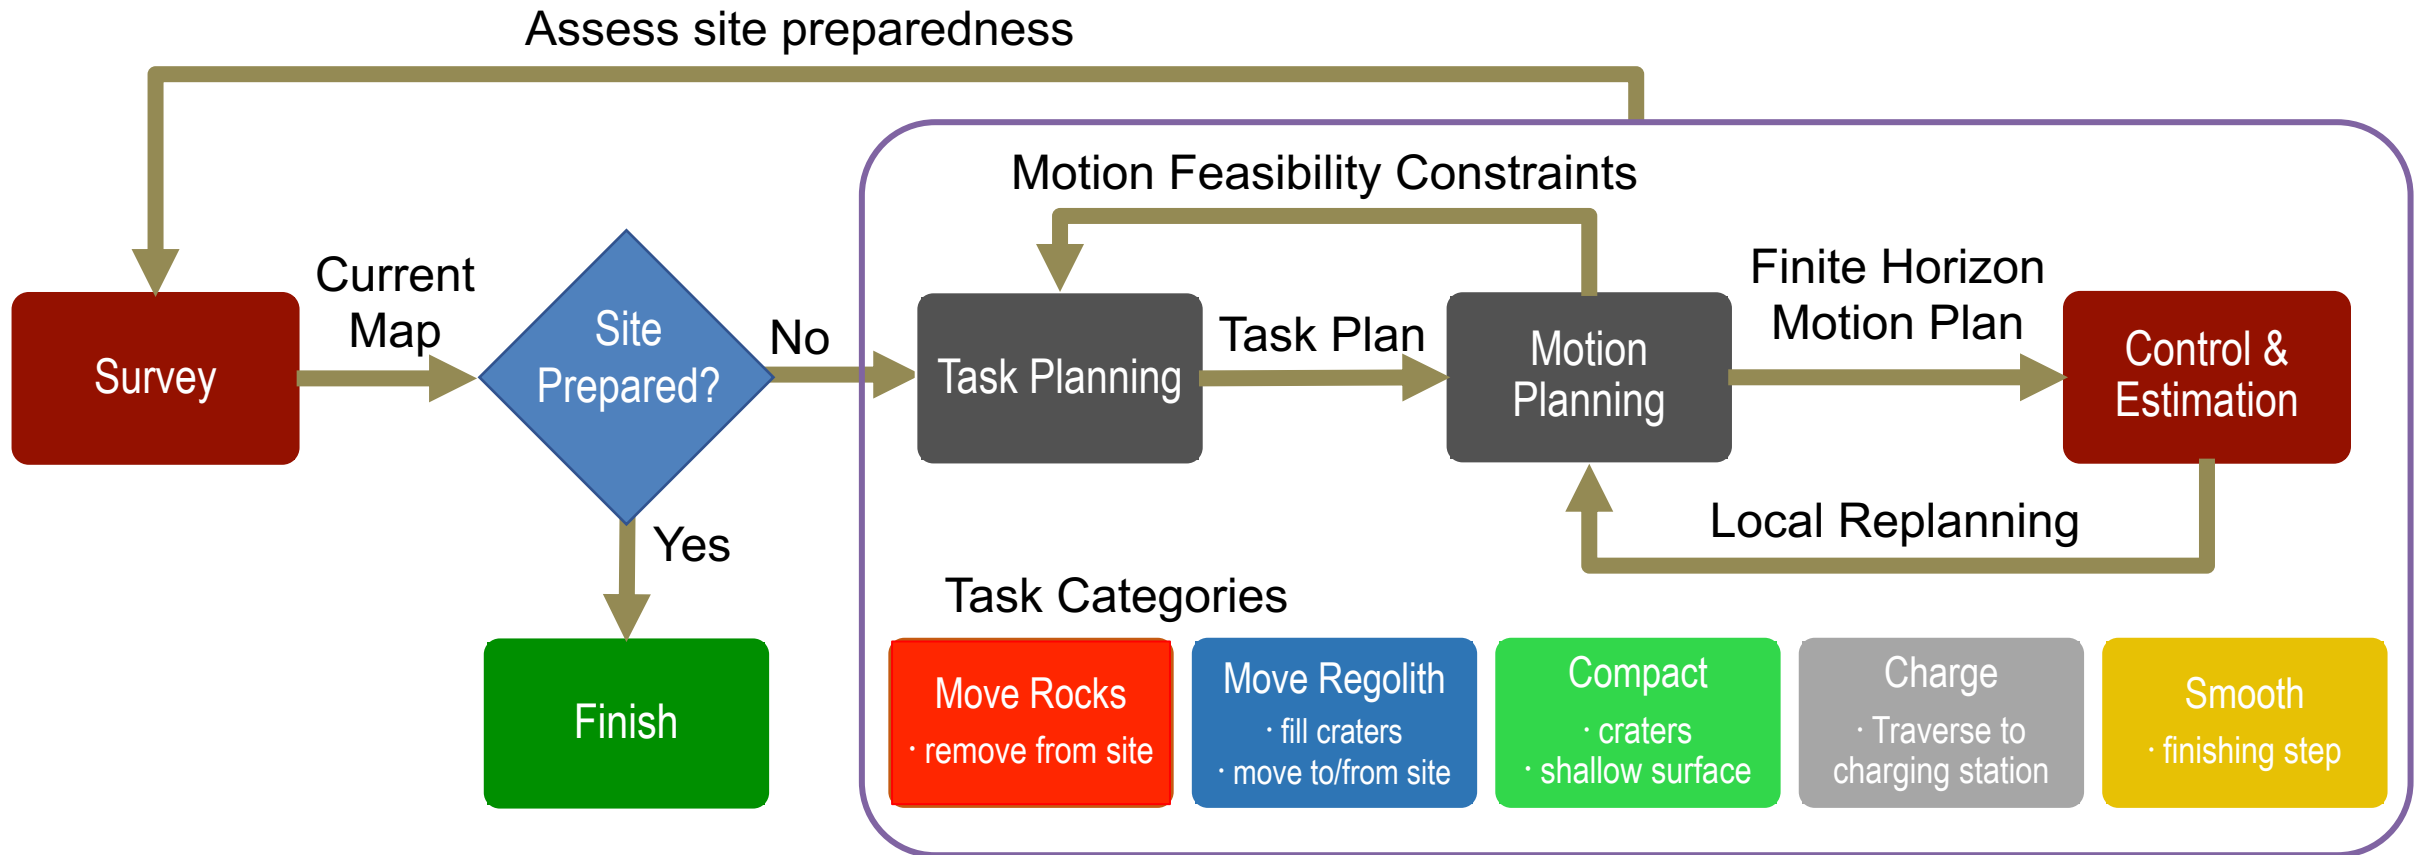 Assess site preparedness
Motion Feasibility Constraints
Current
Map
Finite Horizon
Motion Plan
Survey
Site
Prepared?
No
Task Planning
Task Plan
Motion
Planning
Control &
Estimation
Yes
Local Replanning
Finish
Task Categories
Move Rocks
· remove from site
Move Regolith
· fill craters
· move to/from site
Compact
· craters
· shallow surface
Charge
· Traverse to
charging station
Smooth
· finishing step